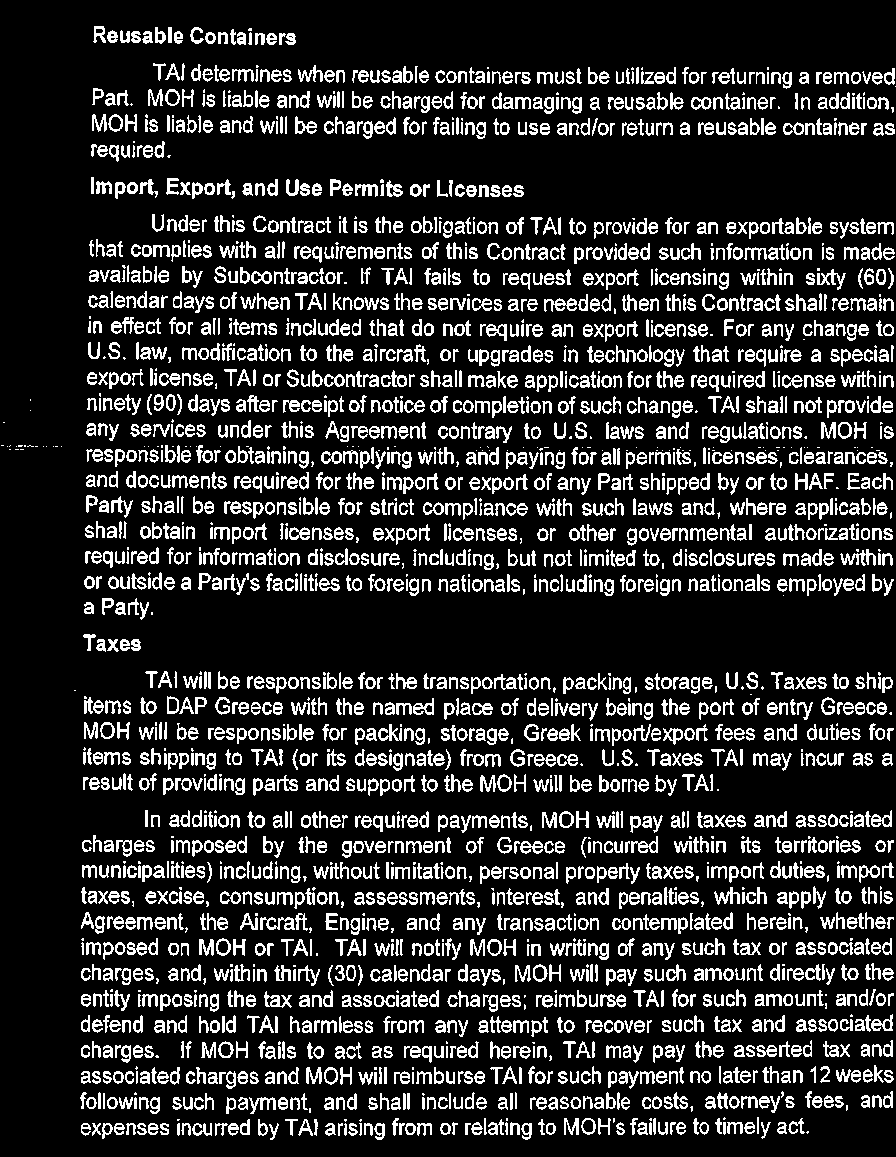 Reusable Containers
TAI determines when reusable containers must be utilized for returning a removed
Part. MOH is liable and will be charged for damaging a reusable container. In addition,
MOH is liable and will be charged for failing to use and/or return a reusable container as
required.
Import, Export, and Use Permits or Licenses
Under this Contract it is the obligation of TAI to provide for an exportable system
that complies with all requirements of this Contract provided such information is made
available by Subcontractor. If TAI fails to request export licensing within sixty (60)
calendar days of when TAI knows the services are needed, then this Contract shall remain
in effect for all items included that do not require an export license. For any change to
U.S. law, modification to the aircraft, or upgrades in technology that require a special
export license, TAI or Subcontractor shall make application for the required license within
ninety (90) days after receipt of notice of completion of such change. TAI shall not provide
any services under this Agreement contrary to U.S. laws and regulations. MOH is
responsible for obtaining, complying with, and paying for all permits, licenses, clearances,
and documents required for the import or export of any Part shipped by or to HAF. Each
Party shall be responsible for strict compliance with such laws and, where applicable,
shall obtain import licenses, export licenses, or other governmental authorizations
required for information disclosure, including, but not limited to, disclosures made within
or outside a Party's facilities to foreign nationals, including foreign nationals employed by
a Party.
Taxes
TAI will be responsible for the transportation, packing, storage, U.S. Taxes to ship
items to DAP Greece with the named place of delivery being the port of entry Greece.
MOH will be responsible for packing, storage, Greek import/export fees and duties for
items shipping to TAI (or its designate) from Greece. U.S. Taxes TAI may incur as a
result of providing parts and support to the MOH will be borne by TAI.
In addition to all other required payments, MOH will pay all taxes and associated
charges imposed by the government of Greece (incurred within its territories or
municipalities) including, without limitation, personal property taxes, import duties, import
taxes, excise, consumption, assessments, interest, and penalties, which apply to this
Agreement, the Aircraft, Engine, and any transaction contemplated herein, whether
imposed on MOH or TAI. TAI will notify MOH in writing of any such tax or associated
charges, and, within thirty (30) calendar days, MOH will pay such amount directly to the
entity imposing the tax and associated charges; reimburse TAI for such amount; and/or
defend and hold TAI harmless from any attempt to recover such tax and associated
charges. If MOH fails to act as required herein, TAI may pay the asserted tax and
associated charges and MOH will reimburse TAI for such payment no later than 12 weeks
following such payment, and shall include all reasonable costs, attorney's fees, and
expenses incurred by TAI arising from or relating to MOH's failure to timely act.